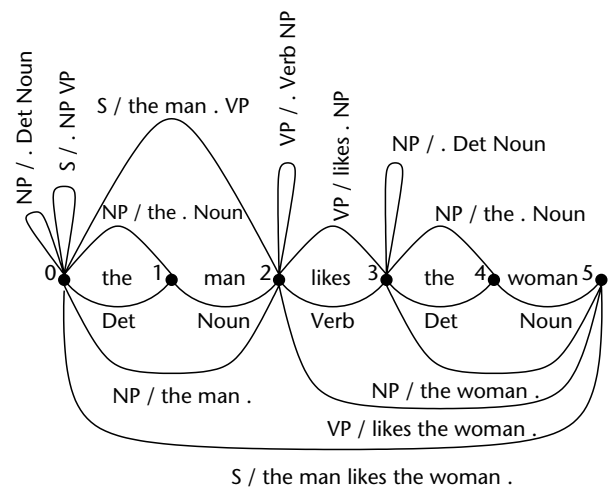 NP / . Det Noun
S / . NP VP
S / the man . VP
VP / . Verb NP
VP / likes . NP
NP / . Det Noun
NP / the . Noun
NP / the . Noun
0 the 1 man 2 likes 3 the 4 woman 5
Det Noun Verb Det Noun
NP / the man .
NP / the woman .
VP / likes the woman .
S / the man likes the woman .